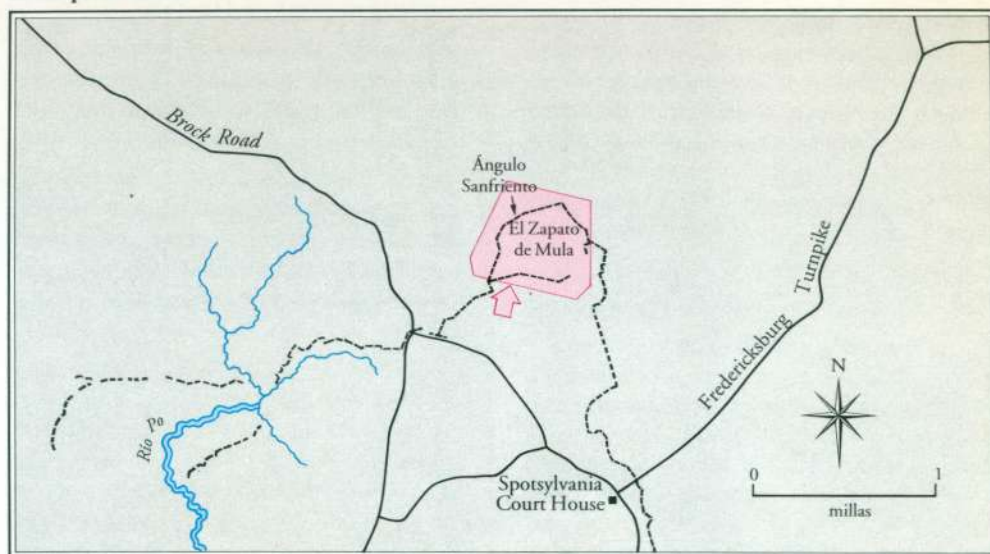 Brock Road
Ángulo
Sanfriento
El Zapato
de Mula
Fredericksburg Turnpike
N
Río Po
0 1
millas
Spotsylvania
Court House